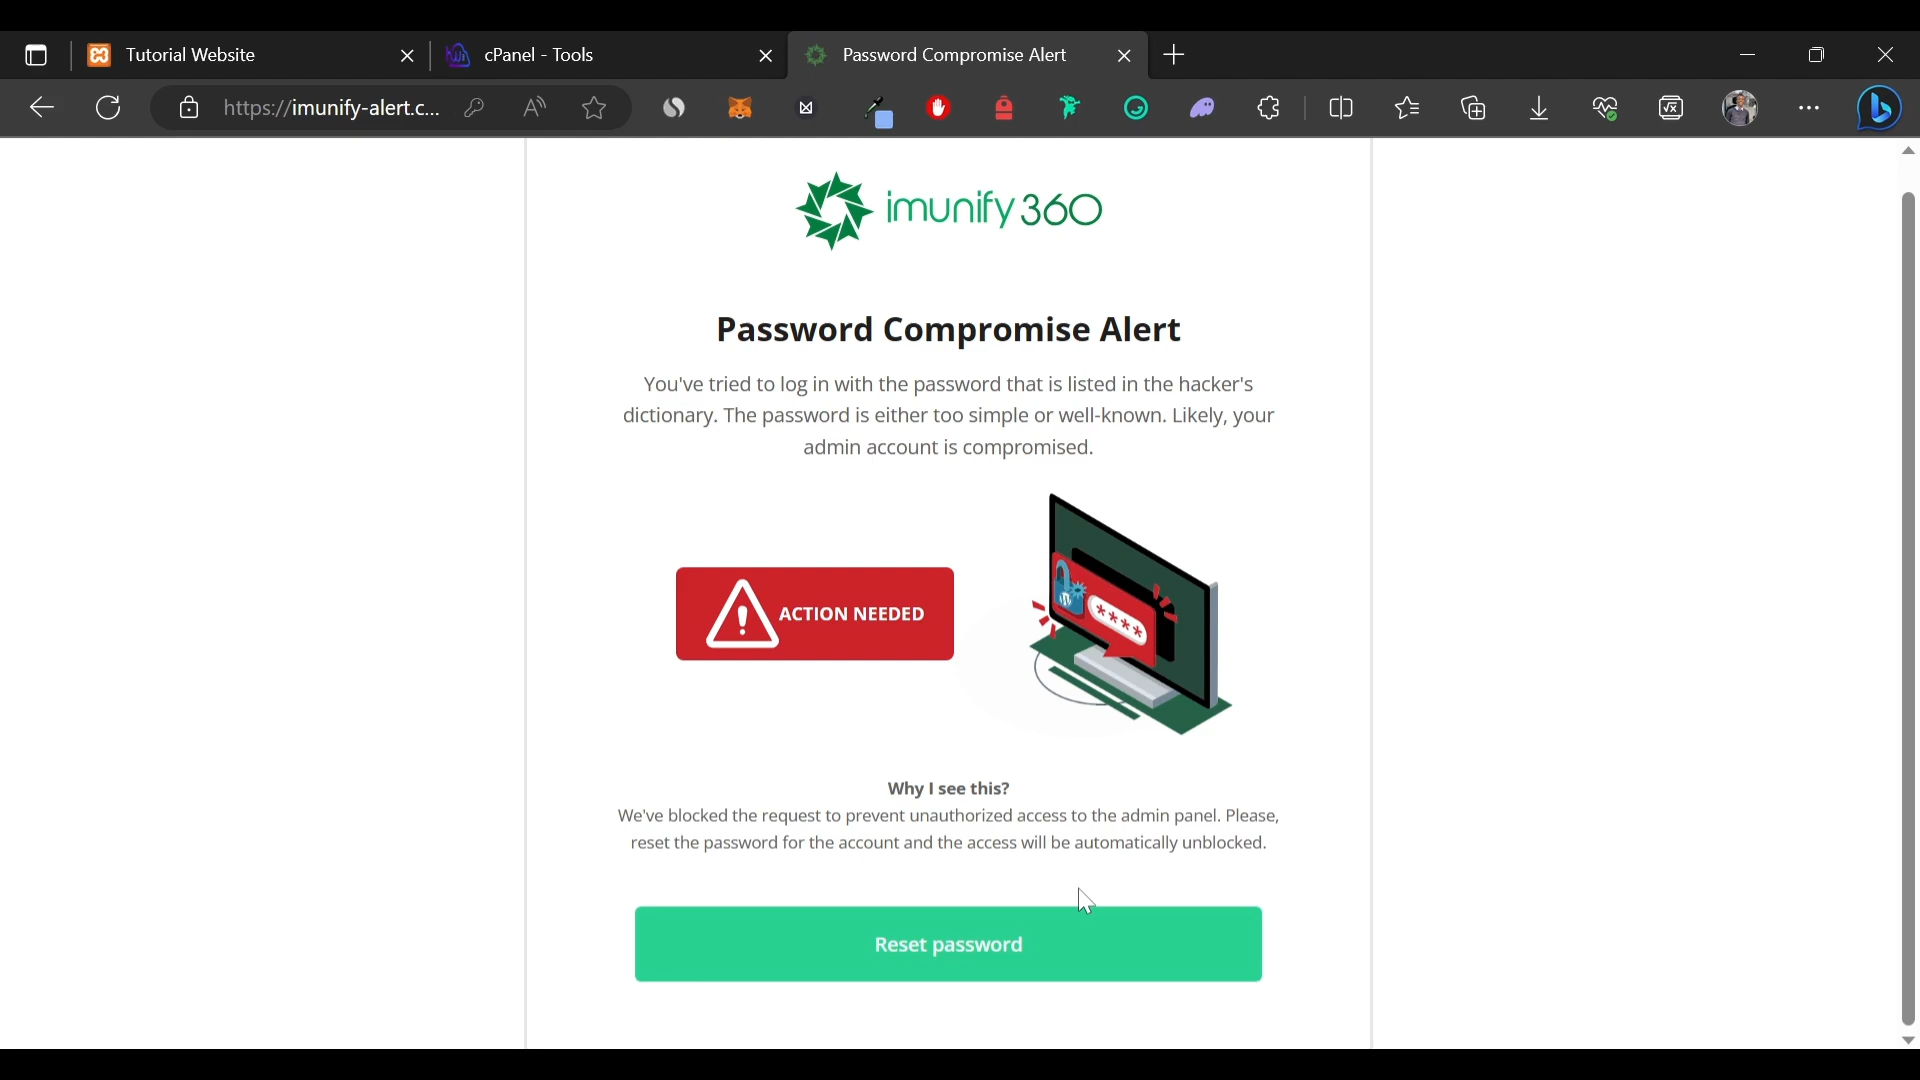 Tutorial Website
cPanel - Tools
Password Compromise Alert
https://imunify-alert.c...
imunify360
Password Compromise Alert
You've tried to log in with the password that is listed in the hacker's
dictionary. The password is either too simple or well-known. Likely, your
admin account is compromised.
ACTION NEEDED
****
Why I see this?
We've blocked the request to prevent unauthorized access to the admin panel. Please,
reset the password for the account and the access will be automatically unblocked.
Reset password